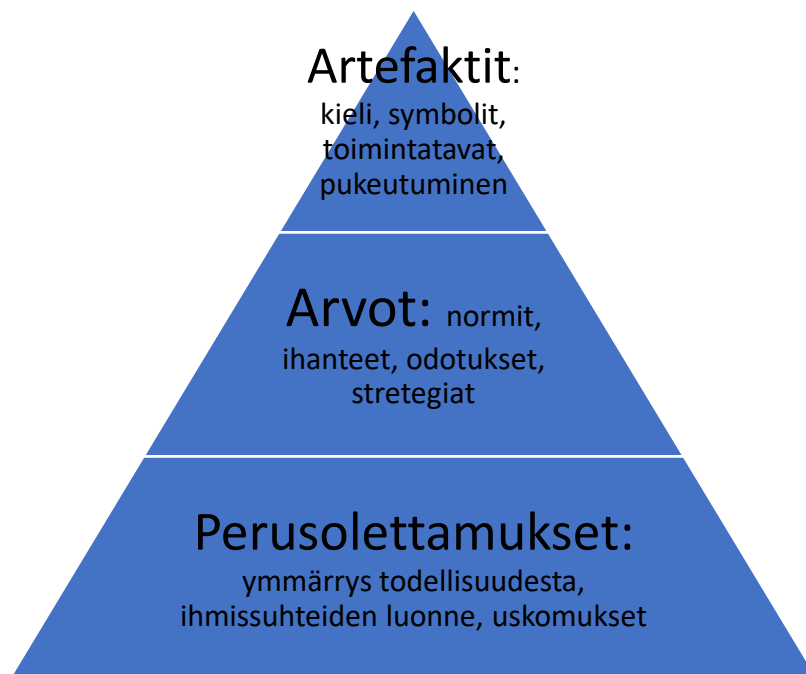 Artefaktit:
kieli, symbolit,
toimintatavat,
pukeutuminen
Arvot: normit,
ihanteet, odotukset,
stretegiat
Perusolettamukset:
ymmärrys todellisuudesta,
ihmissuhteiden luonne, uskomukset